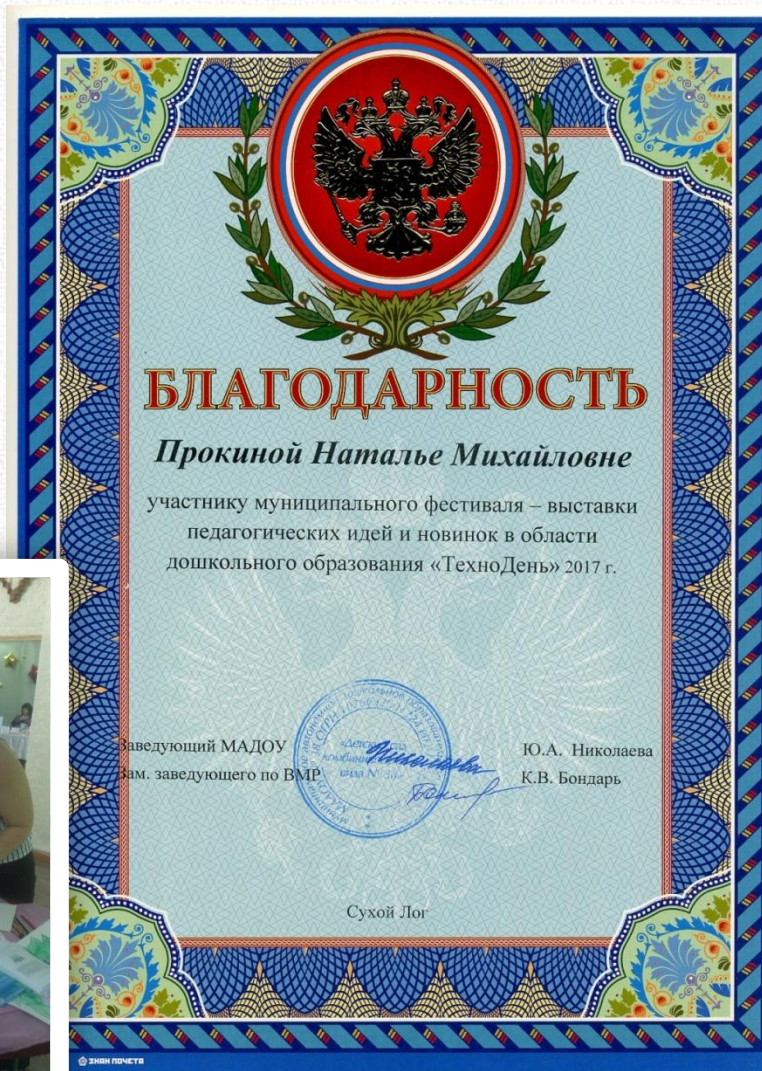 БЛАГОДАРНОСТЬ
Прокиной Наталье Михайловне
участнику муниципального фестиваля – выставки
педагогических идей и новинок в области
дошкольного образования «ТехноДень» 2017 г.
Заведующий МАДОУ
Ю.А. Николаева
Зам. заведующего по ВМР
К.В. Бондарь
Сухой Лог
ЗНАК ПОЧЕТА